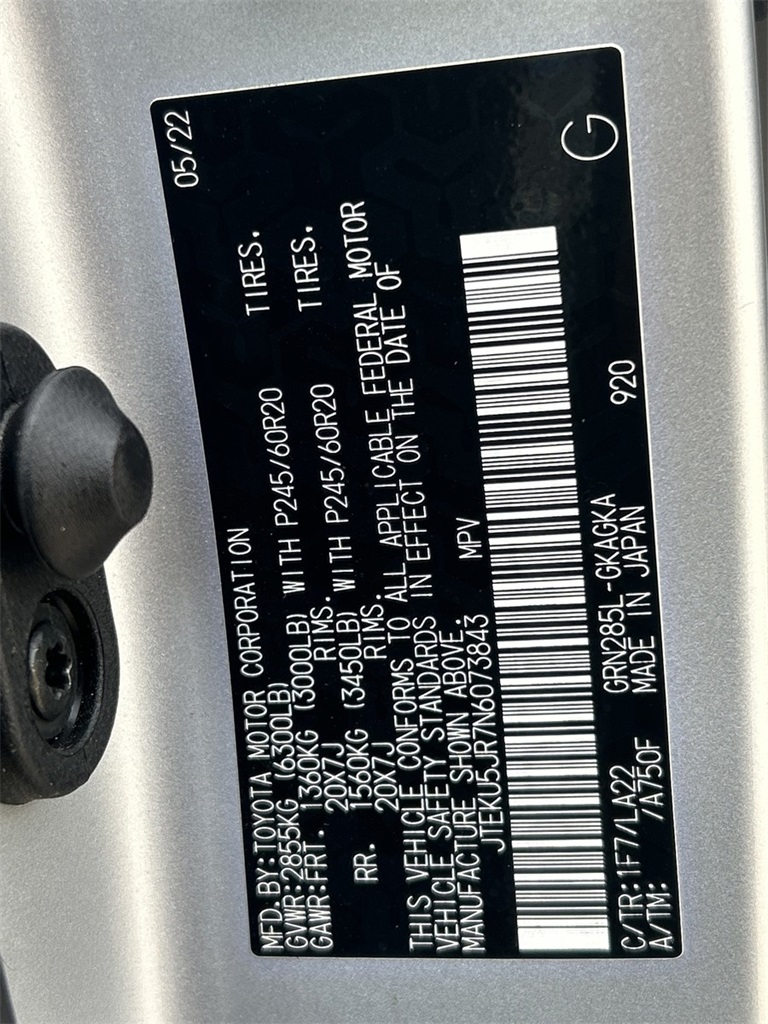 MFD.BY:TOYOTA MOTOR CORPORATION 05/22
GVWR:2855KG (6300LB)
GAWR:FRT. 1360KG (3000LB) WITH P245/60R20 TIRES.
20X7J RIMS.
RR. 1560KG (3450LB) WITH P245/60R20 TIRES.
20X7J RIMS.
THIS VEHICLE CONFORMS TO ALL APPLICABLE FEDERAL MOTOR
VEHICLE SAFETY STANDARDS IN EFFECT ON THE DATE OF
MANUFACTURE SHOWN ABOVE.
JTEKU5JR7N6073843 MPV
G
C/TR:1F7/LA22 GRN285L-GKAGKA 920
A/TM: /A750F MADE IN JAPAN